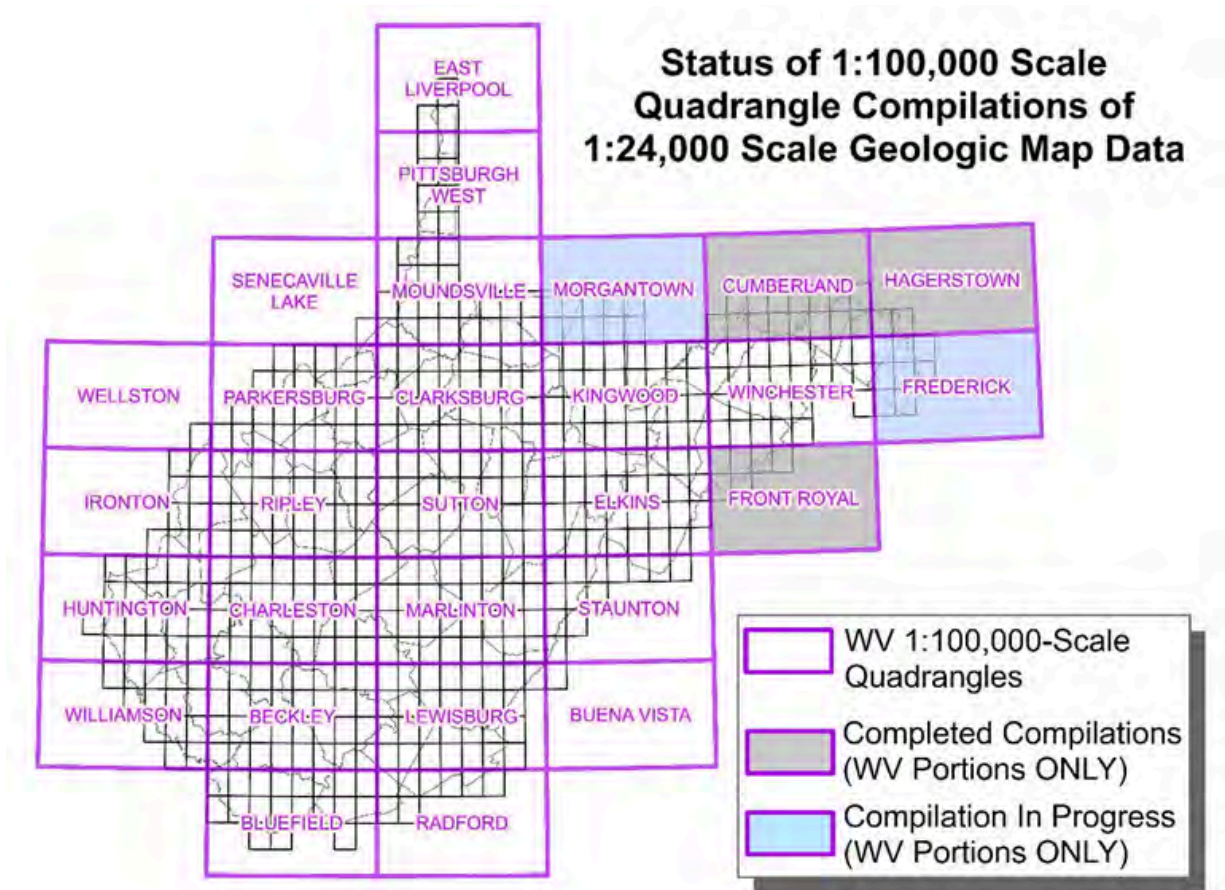 Status of 1:100,000 Scale
Quadrangle Compilations of
1:24,000 Scale Geologic Map Data
EAST
LIVERPOOL
PITTSBURGH
WEST
SENECAVILLE
LAKE
MOUNDSVILLE
MORGANTOWN
CUMBERLAND
HAGERSTOWN
WELLSTON
PARKERSBURG
CLARKSBURG
KINGWOOD
WINCHESTER
FREDERICK
IRONTON
RIPLEY
SUTTON
ELKINS
FRONT ROYAL
HUNTINGTON
CHARLESTON
MARLINTON
STAUNTON
WILLIAMSON
BECKLEY
LEWISBURG
BUENA VISTA
BLUEFIELD
RADFORD
WV 1:100,000-Scale
Quadrangles
Completed Compilations
(WV Portions ONLY)
Compilation In Progress
(WV Portions ONLY)